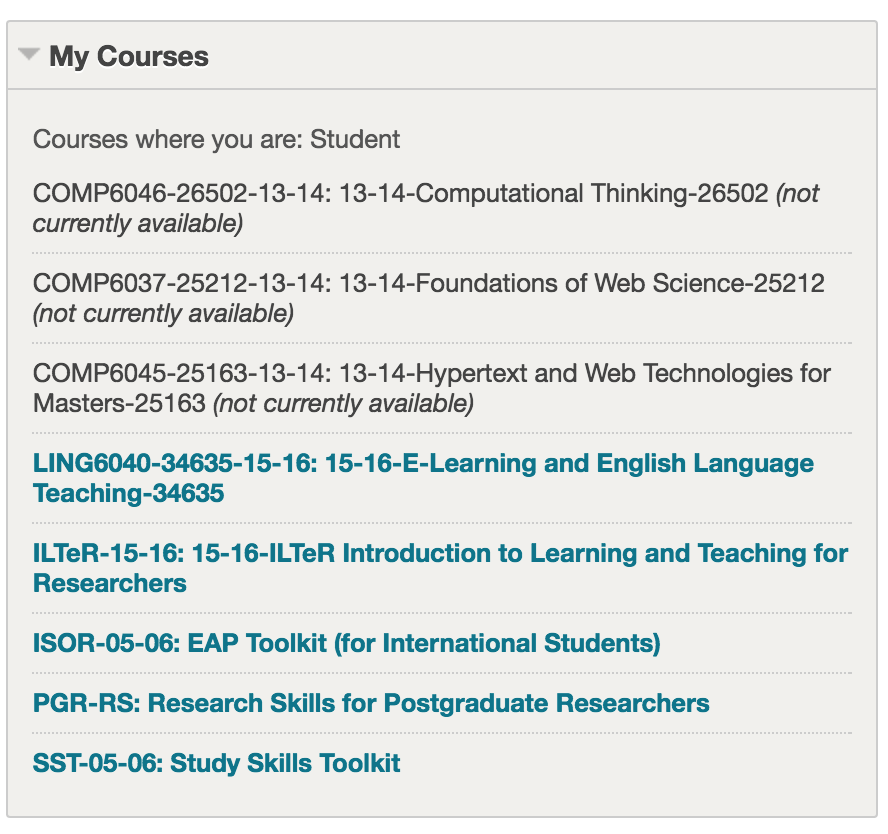 My Courses
Courses where you are: Student
COMP6046-26502-13-14: 13-14-Computational Thinking-26502 (not
currently available)
COMP6037-25212-13-14: 13-14-Foundations of Web Science-25212
(not currently available)
COMP6045-25163-13-14: 13-14-Hypertext and Web Technologies for
Masters-25163 (not currently available)
LING6040-34635-15-16: 15-16-E-Learning and English Language
Teaching-34635
ILTeR-15-16: 15-16-ILTeR Introduction to Learning and Teaching for
Researchers
ISOR-05-06: EAP Toolkit (for International Students)
PGR-RS: Research Skills for Postgraduate Researchers
SST-05-06: Study Skills Toolkit